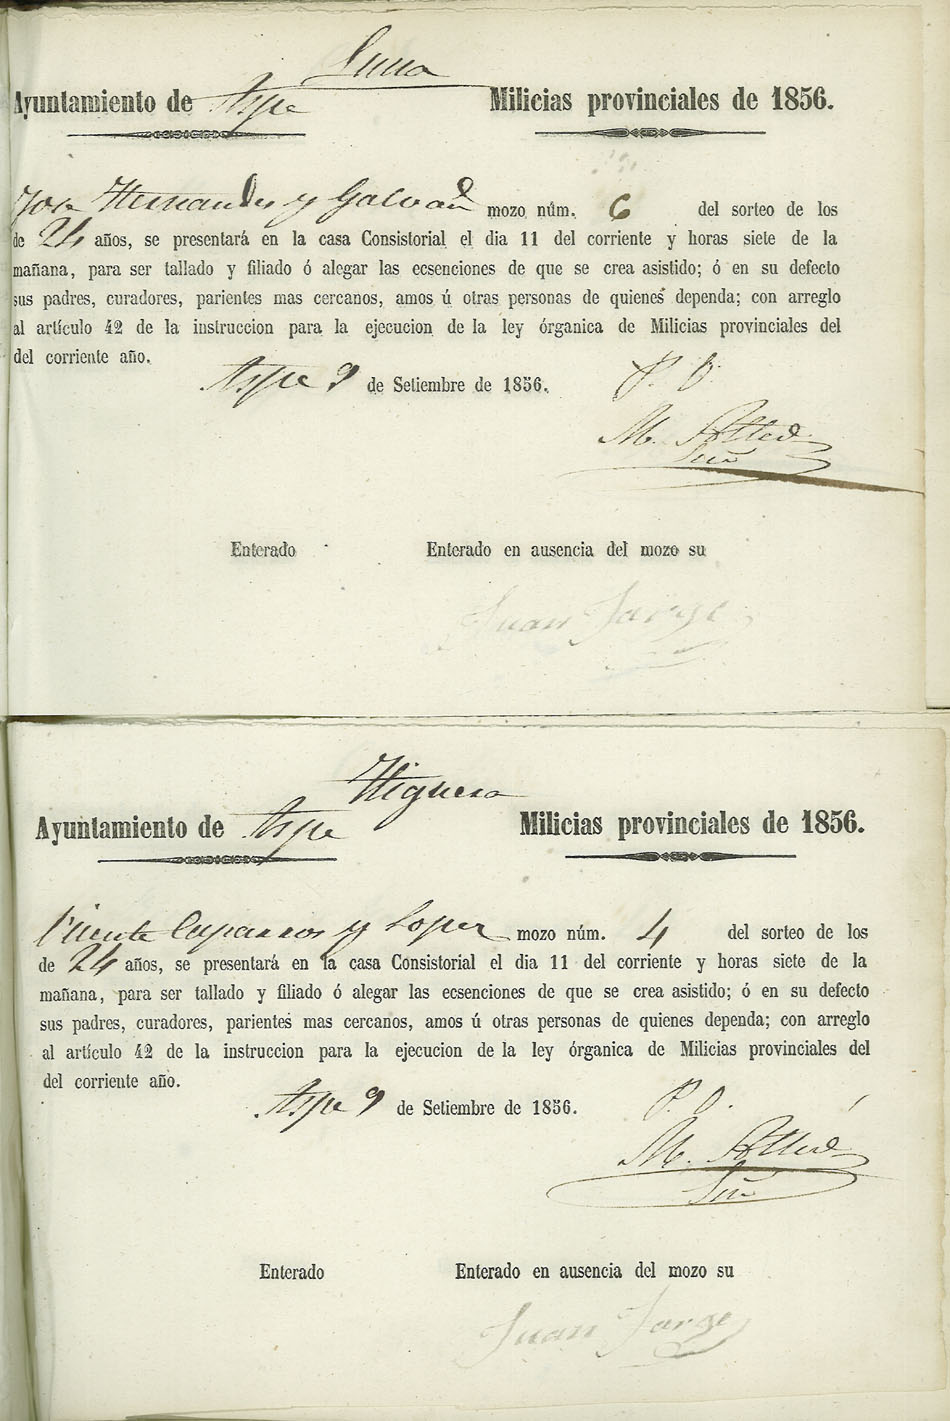 Luna
Ayuntamiento de Aspe Milicias provinciales de 1856.
Jose Hernandez y Galvañ mozo núm. 6 del sorteo de los
de 24 años, se presentará en la casa Consistorial el dia 11 del corriente y horas siete de la
mañana, para ser tallado y filiado ó alegar las ecsenciones de que se crea asistido; ó en su defecto
sus padres, curadores, parientes mas cercanos, amos ú otras personas de quienes dependa; con arreglo
al artículo 42 de la instruccion para la ejecucion de la ley órganica de Milicias provinciales del
del corriente año.
Aspe 9 de Setiembre de 1856. P. O.
M.
Enterado Enterado en ausencia del mozo su
Juan Jorge
Higuera
Ayuntamiento de Aspe Milicias provinciales de 1856.
Vicente Caparros y Lopez mozo núm. 4 del sorteo de los
de 24 años, se presentará en la casa Consistorial el dia 11 del corriente y horas siete de la
mañana, para ser tallado y filiado ó alegar las ecsenciones de que se crea asistido; ó en su defecto
sus padres, curadores, parientes mas cercanos, amos ú otras personas de quienes dependa; con arreglo
al artículo 42 de la instruccion para la ejecucion de la ley órganica de Milicias provinciales del
del corriente año.
Aspe 9 de Setiembre de 1856. P. O.
M.
Enterado Enterado en ausencia del mozo su
Juan Jorge